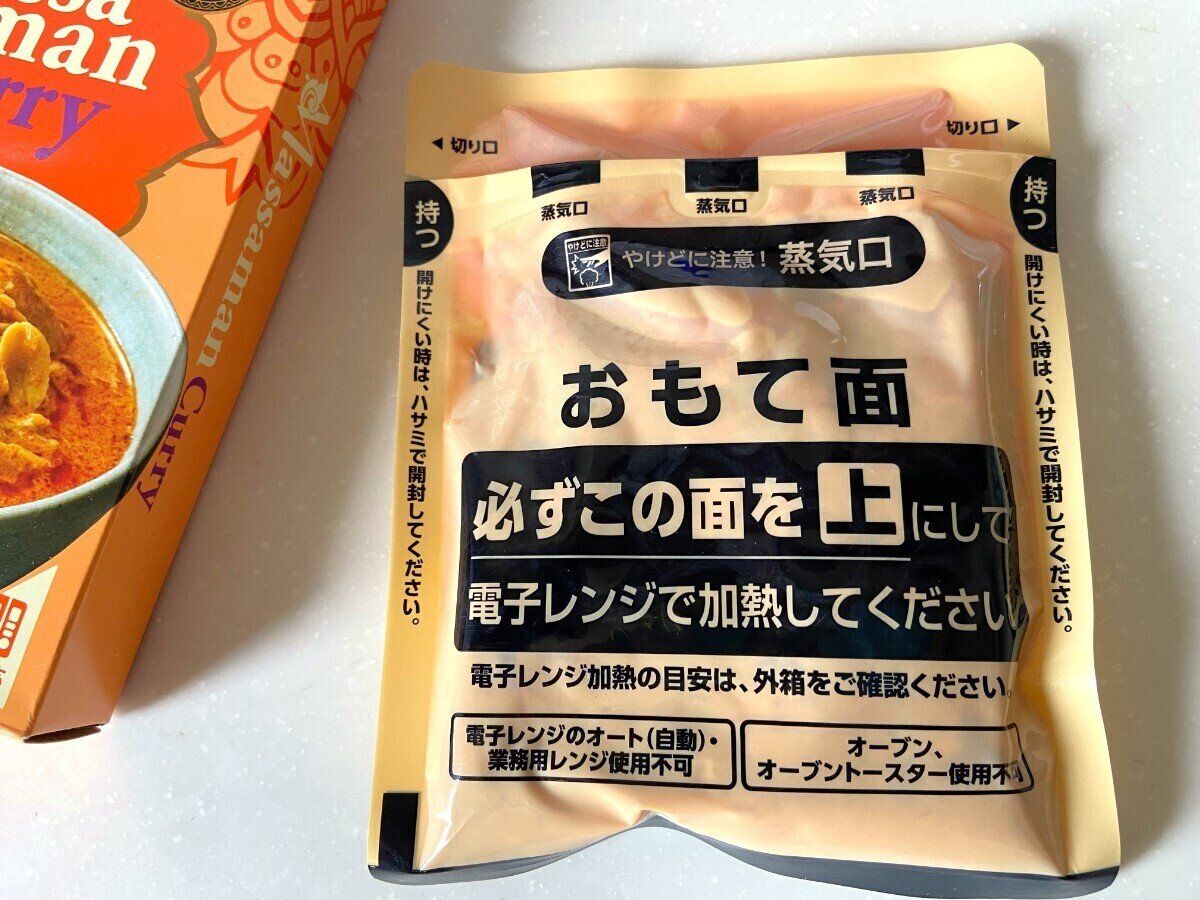 man
rry
Massaman Curry
切り口
切り口
持つ
持つ
蒸気口
蒸気口
蒸気口
やけどに注意
やけどに注意！ 蒸気口
開けにくい時は、ハサミで開封してください。
開けにくい時は、ハサミで開封してください。
おもて面
必ずこの面を上にして
電子レンジで加熱してください
電子レンジ加熱の目安は、外箱をご確認ください。
電子レンジのオート（自動）・
業務用レンジ使用不可
オーブン、
オーブントースター使用不可